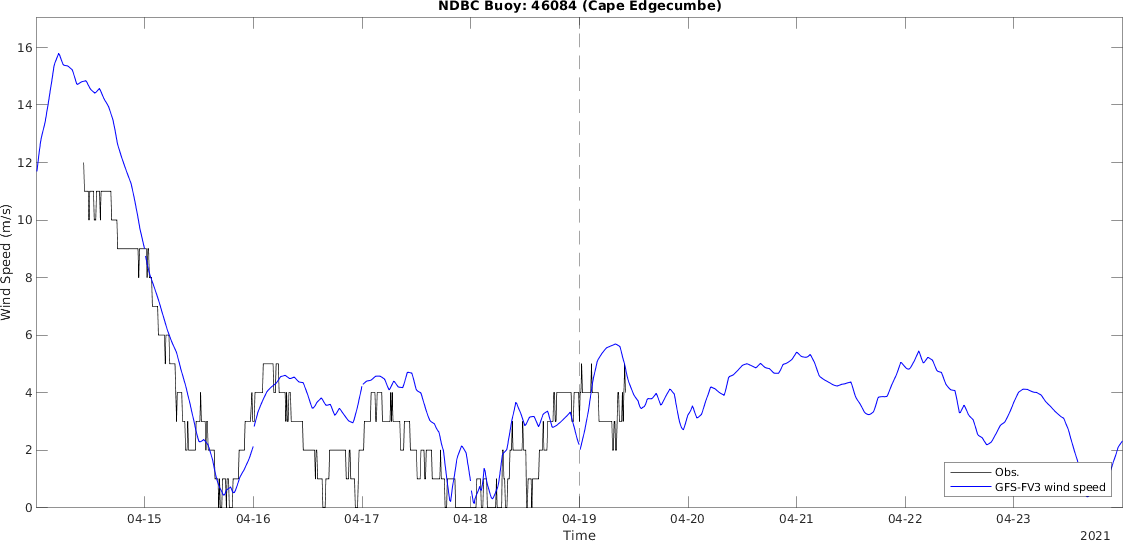 NDBC Buoy: 46084 (Cape Edgecumbe)
16
14
12
10
8
6
4
2
0
Wind Speed (m/s)
Obs.
GFS-FV3 wind speed
04-15 04-16 04-17 04-18 04-19 04-20 04-21 04-22 04-23
Time
2021